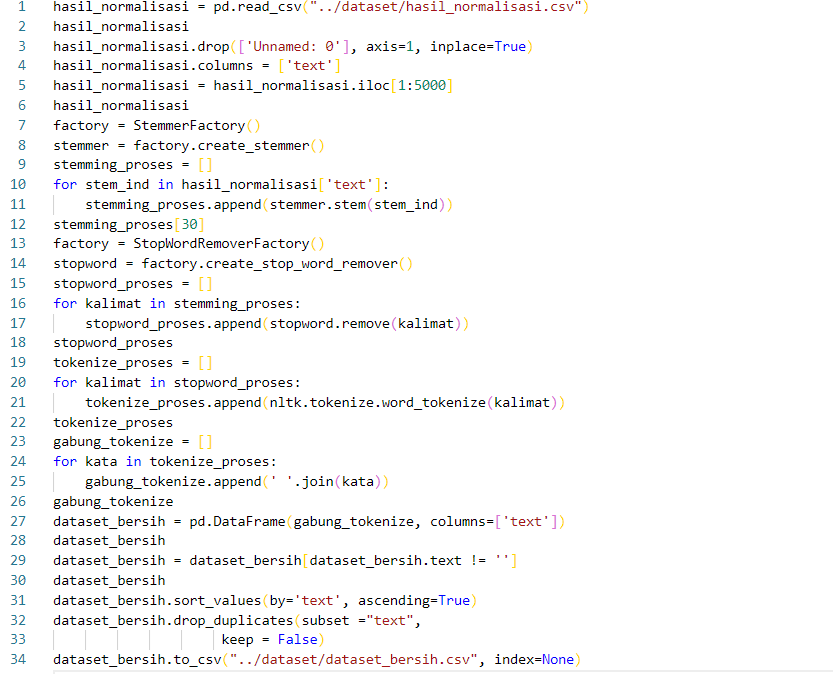 1 hasil_normalisasi = pd.read_csv("../dataset/hasil_normalisasi.csv")
2 hasil_normalisasi
3 hasil_normalisasi.drop(['Unnamed: 0'], axis=1, inplace=True)
4 hasil_normalisasi.columns = ['text']
5 hasil_normalisasi = hasil_normalisasi.iloc[1:5000]
6 hasil_normalisasi
7 factory = StemmerFactory()
8 stemmer = factory.create_stemmer()
9 stemming_proses = []
10 for stem_ind in hasil_normalisasi['text']:
11     stemming_proses.append(stemmer.stem(stem_ind))
12 stemming_proses[30]
13 factory = StopWordRemoverFactory()
14 stopword = factory.create_stop_word_remover()
15 stopword_proses = []
16 for kalimat in stemming_proses:
17     stopword_proses.append(stopword.remove(kalimat))
18 stopword_proses
19 tokenize_proses = []
20 for kalimat in stopword_proses:
21     tokenize_proses.append(nltk.tokenize.word_tokenize(kalimat))
22 tokenize_proses
23 gabung_tokenize = []
24 for kata in tokenize_proses:
25     gabung_tokenize.append(' '.join(kata))
26 gabung_tokenize
27 dataset_bersih = pd.DataFrame(gabung_tokenize, columns=['text'])
28 dataset_bersih
29 dataset_bersih = dataset_bersih[dataset_bersih.text != '']
30 dataset_bersih
31 dataset_bersih.sort_values(by='text', ascending=True)
32 dataset_bersih.drop_duplicates(subset ="text",
33                      keep = False)
34 dataset_bersih.to_csv("../dataset/dataset_bersih.csv", index=None)